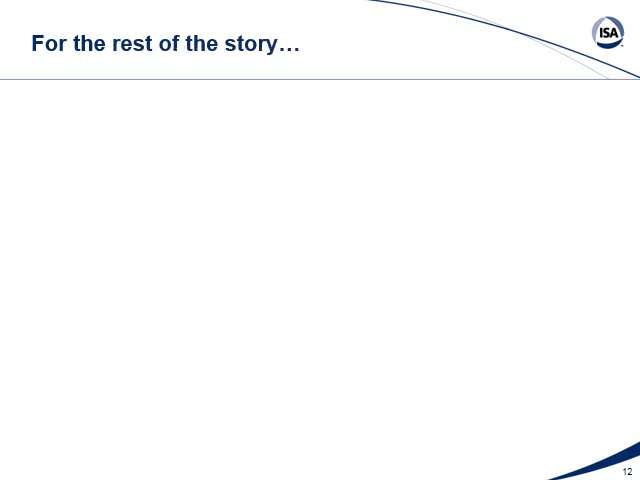 For the rest of the story…
ISA
12